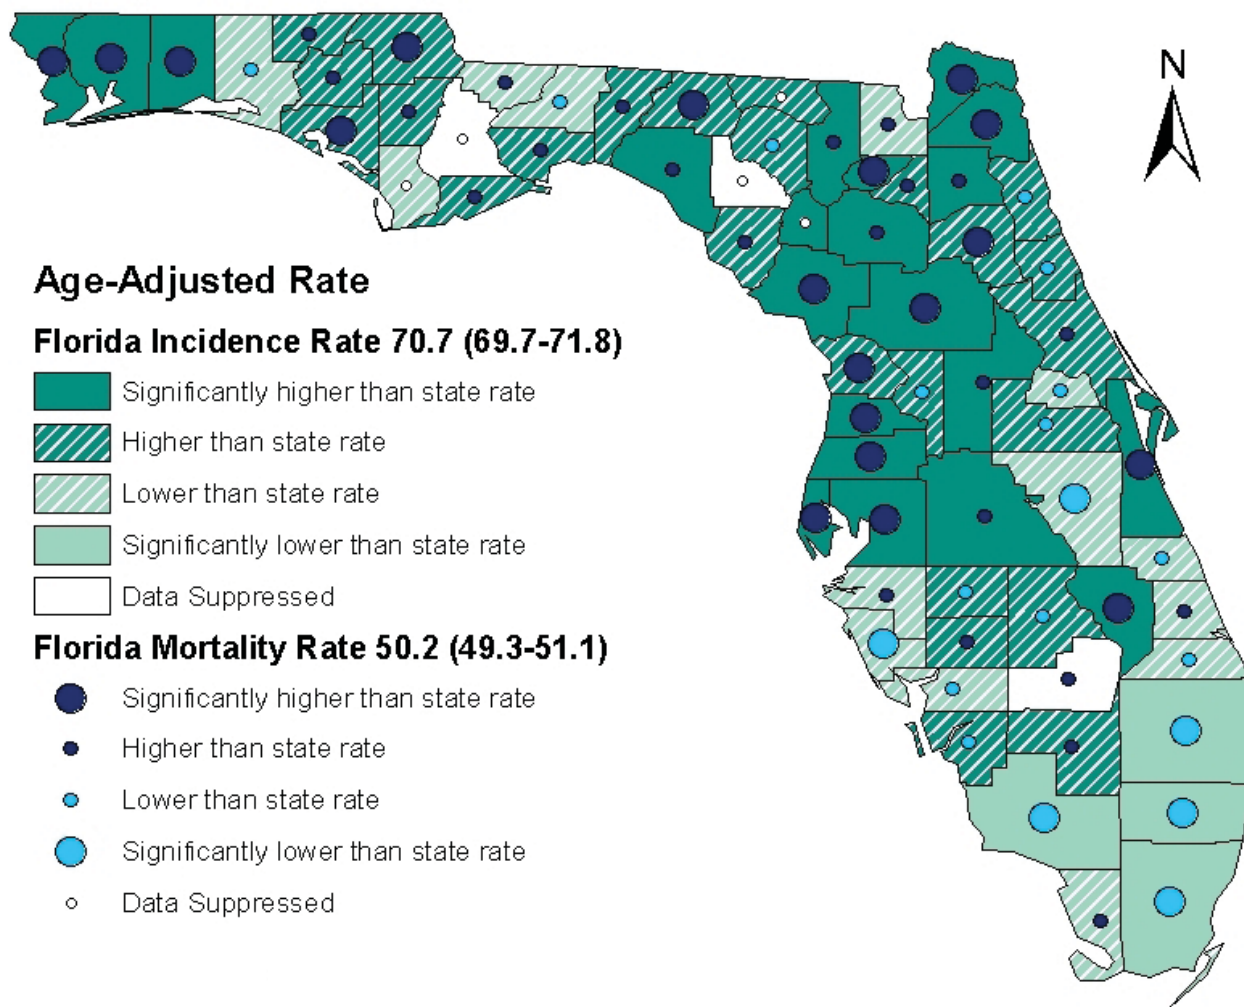 N
Age-Adjusted Rate
Florida Incidence Rate 70.7 (69.7-71.8)
Significantly higher than state rate
Higher than state rate
Lower than state rate
Significantly lower than state rate
Data Suppressed
Florida Mortality Rate 50.2 (49.3-51.1)
Significantly higher than state rate
Higher than state rate
Lower than state rate
Significantly lower than state rate
Data Suppressed